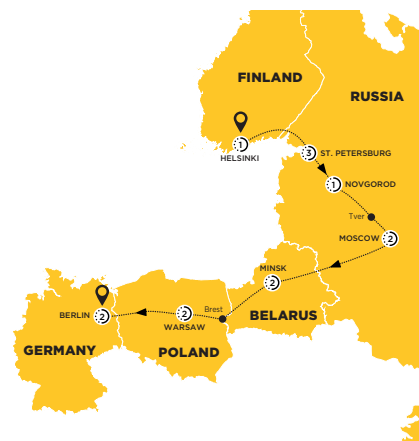 FINLAND
RUSSIA
1
HELSINKI
3 ST. PETERSBURG
1 NOVGOROD
Tver
MOSCOW 2
MINSK
2
Brest
BELARUS
BERLIN 2
2
WARSAW
GERMANY
POLAND